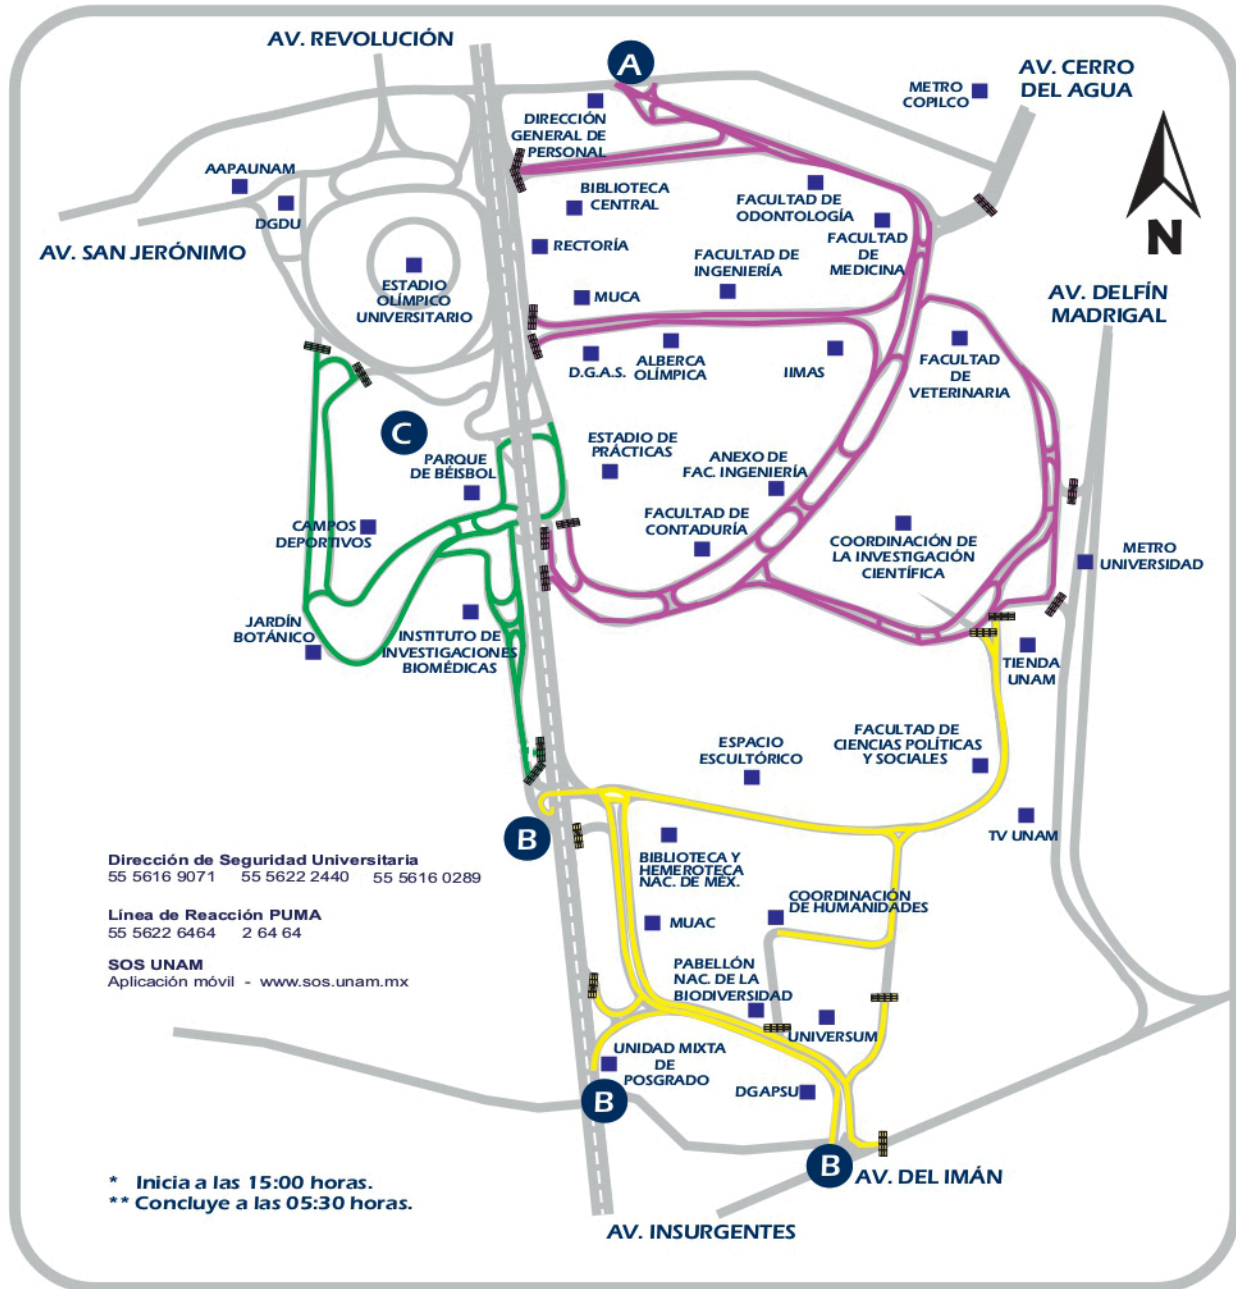 AV. REVOLUCIÓN
A
METRO
COPILCO
AV. CERRO
DEL AGUA
DIRECCIÓN
GENERAL DE
PERSONAL
AAPAUNAM
DGDU
BIBLIOTECA
CENTRAL
FACULTAD DE
ODONTOLOGÍA
N
AV. SAN JERÓNIMO
RECTORÍA
FACULTAD DE
INGENIERÍA
FACULTAD
DE
MEDICINA
ESTADIO
OLÍMPICO
UNIVERSITARIO
MUCA
AV. DELFÍN
MADRIGAL
D.G.A.S.
ALBERCA
OLÍMPICA
IIMAS
FACULTAD
DE
VETERINARIA
C
PARQUE
DE BÉISBOL
ESTADIO DE
PRÁCTICAS
ANEXO DE
FAC. INGENIERÍA
CAMPOS
DEPORTIVOS
FACULTAD DE
CONTADURÍA
COORDINACIÓN DE
LA INVESTIGACIÓN
CIENTÍFICA
METRO
UNIVERSIDAD
JARDÍN
BOTÁNICO
INSTITUTO DE
INVESTIGACIONES
BIOMÉDICAS
TIENDA
UNAM
ESPACIO
ESCULTÓRICO
FACULTAD DE
CIENCIAS POLÍTICAS
Y SOCIALES
B
TV UNAM
BIBLIOTECA Y
HEMEROTECA
NAC. DE MÉX.
Dirección de Seguridad Universitaria
55 5616 9071 55 5622 2440 55 5616 0289
COORDINACIÓN
DE HUMANIDADES
Línea de Reacción PUMA
55 5622 6464 2 64 64
MUAC
SOS UNAM
Aplicación móvil - www.sos.unam.mx
PABELLÓN
NAC. DE LA
BIODIVERSIDAD
UNIVERSUM
UNIDAD MIXTA
DE
POSGRADO
DGAPSU
B
B
AV. DEL IMÁN
* Inicia a las 15:00 horas.
** Concluye a las 05:30 horas.
AV. INSURGENTES